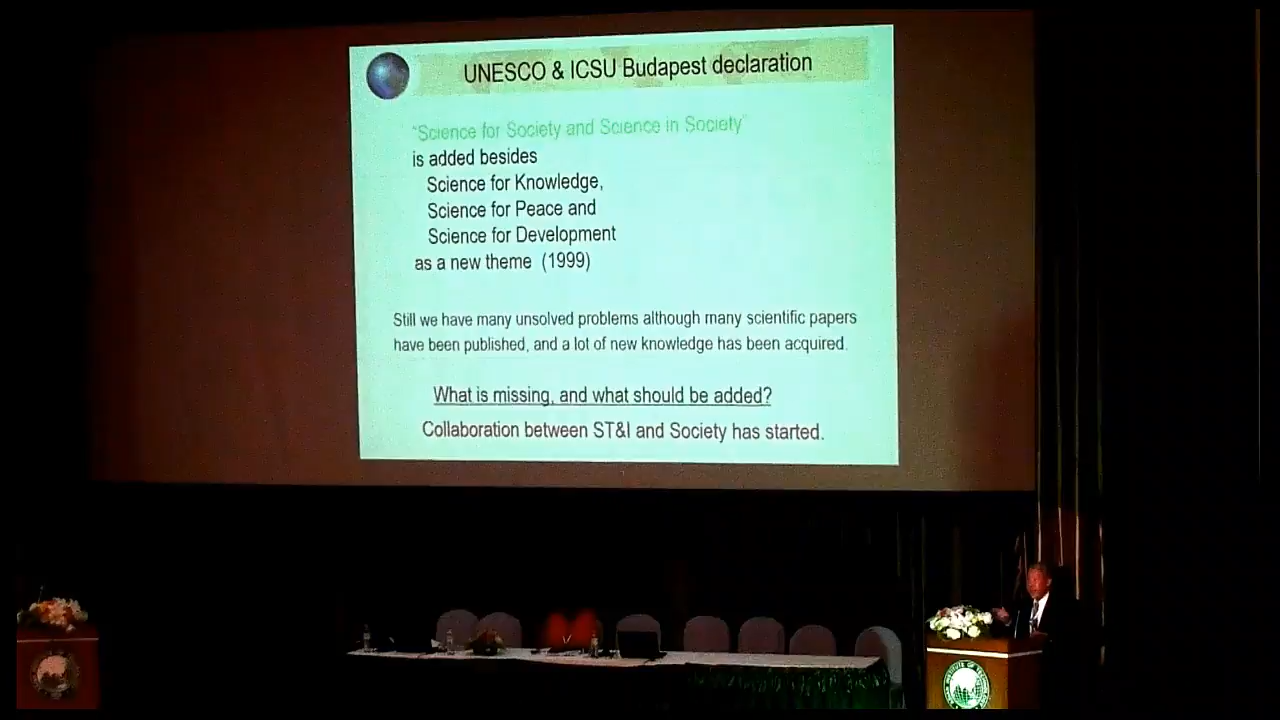 UNESCO & ICSU Budapest declaration
"Science for Society and Science in Society"
is added besides
Science for Knowledge,
Science for Peace and
Science for Development
as a new theme (1999)
Still we have many unsolved problems although many scientific papers
have been published, and a lot of new knowledge has been acquired.
What is missing, and what should be added?
Collaboration between ST&I and Society has started.
INSTITUTE OF